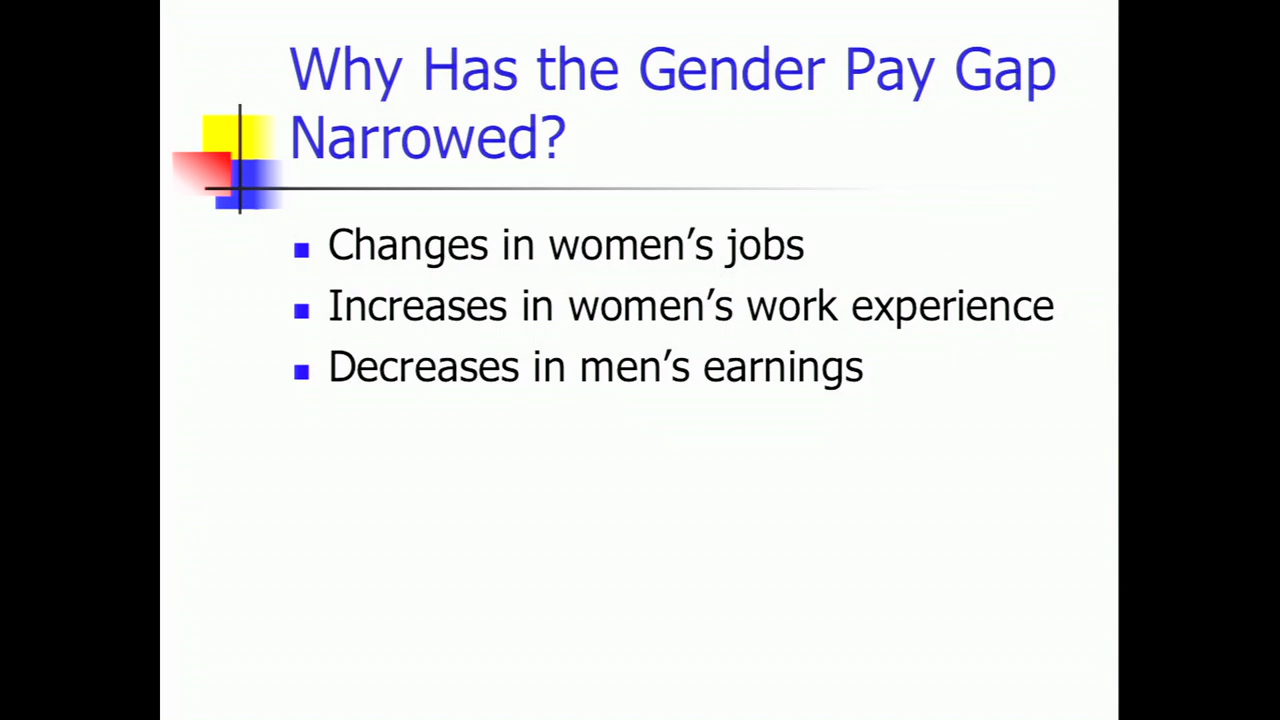 Why Has the Gender Pay Gap
Narrowed?
Changes in women’s jobs
Increases in women’s work experience
Decreases in men’s earnings